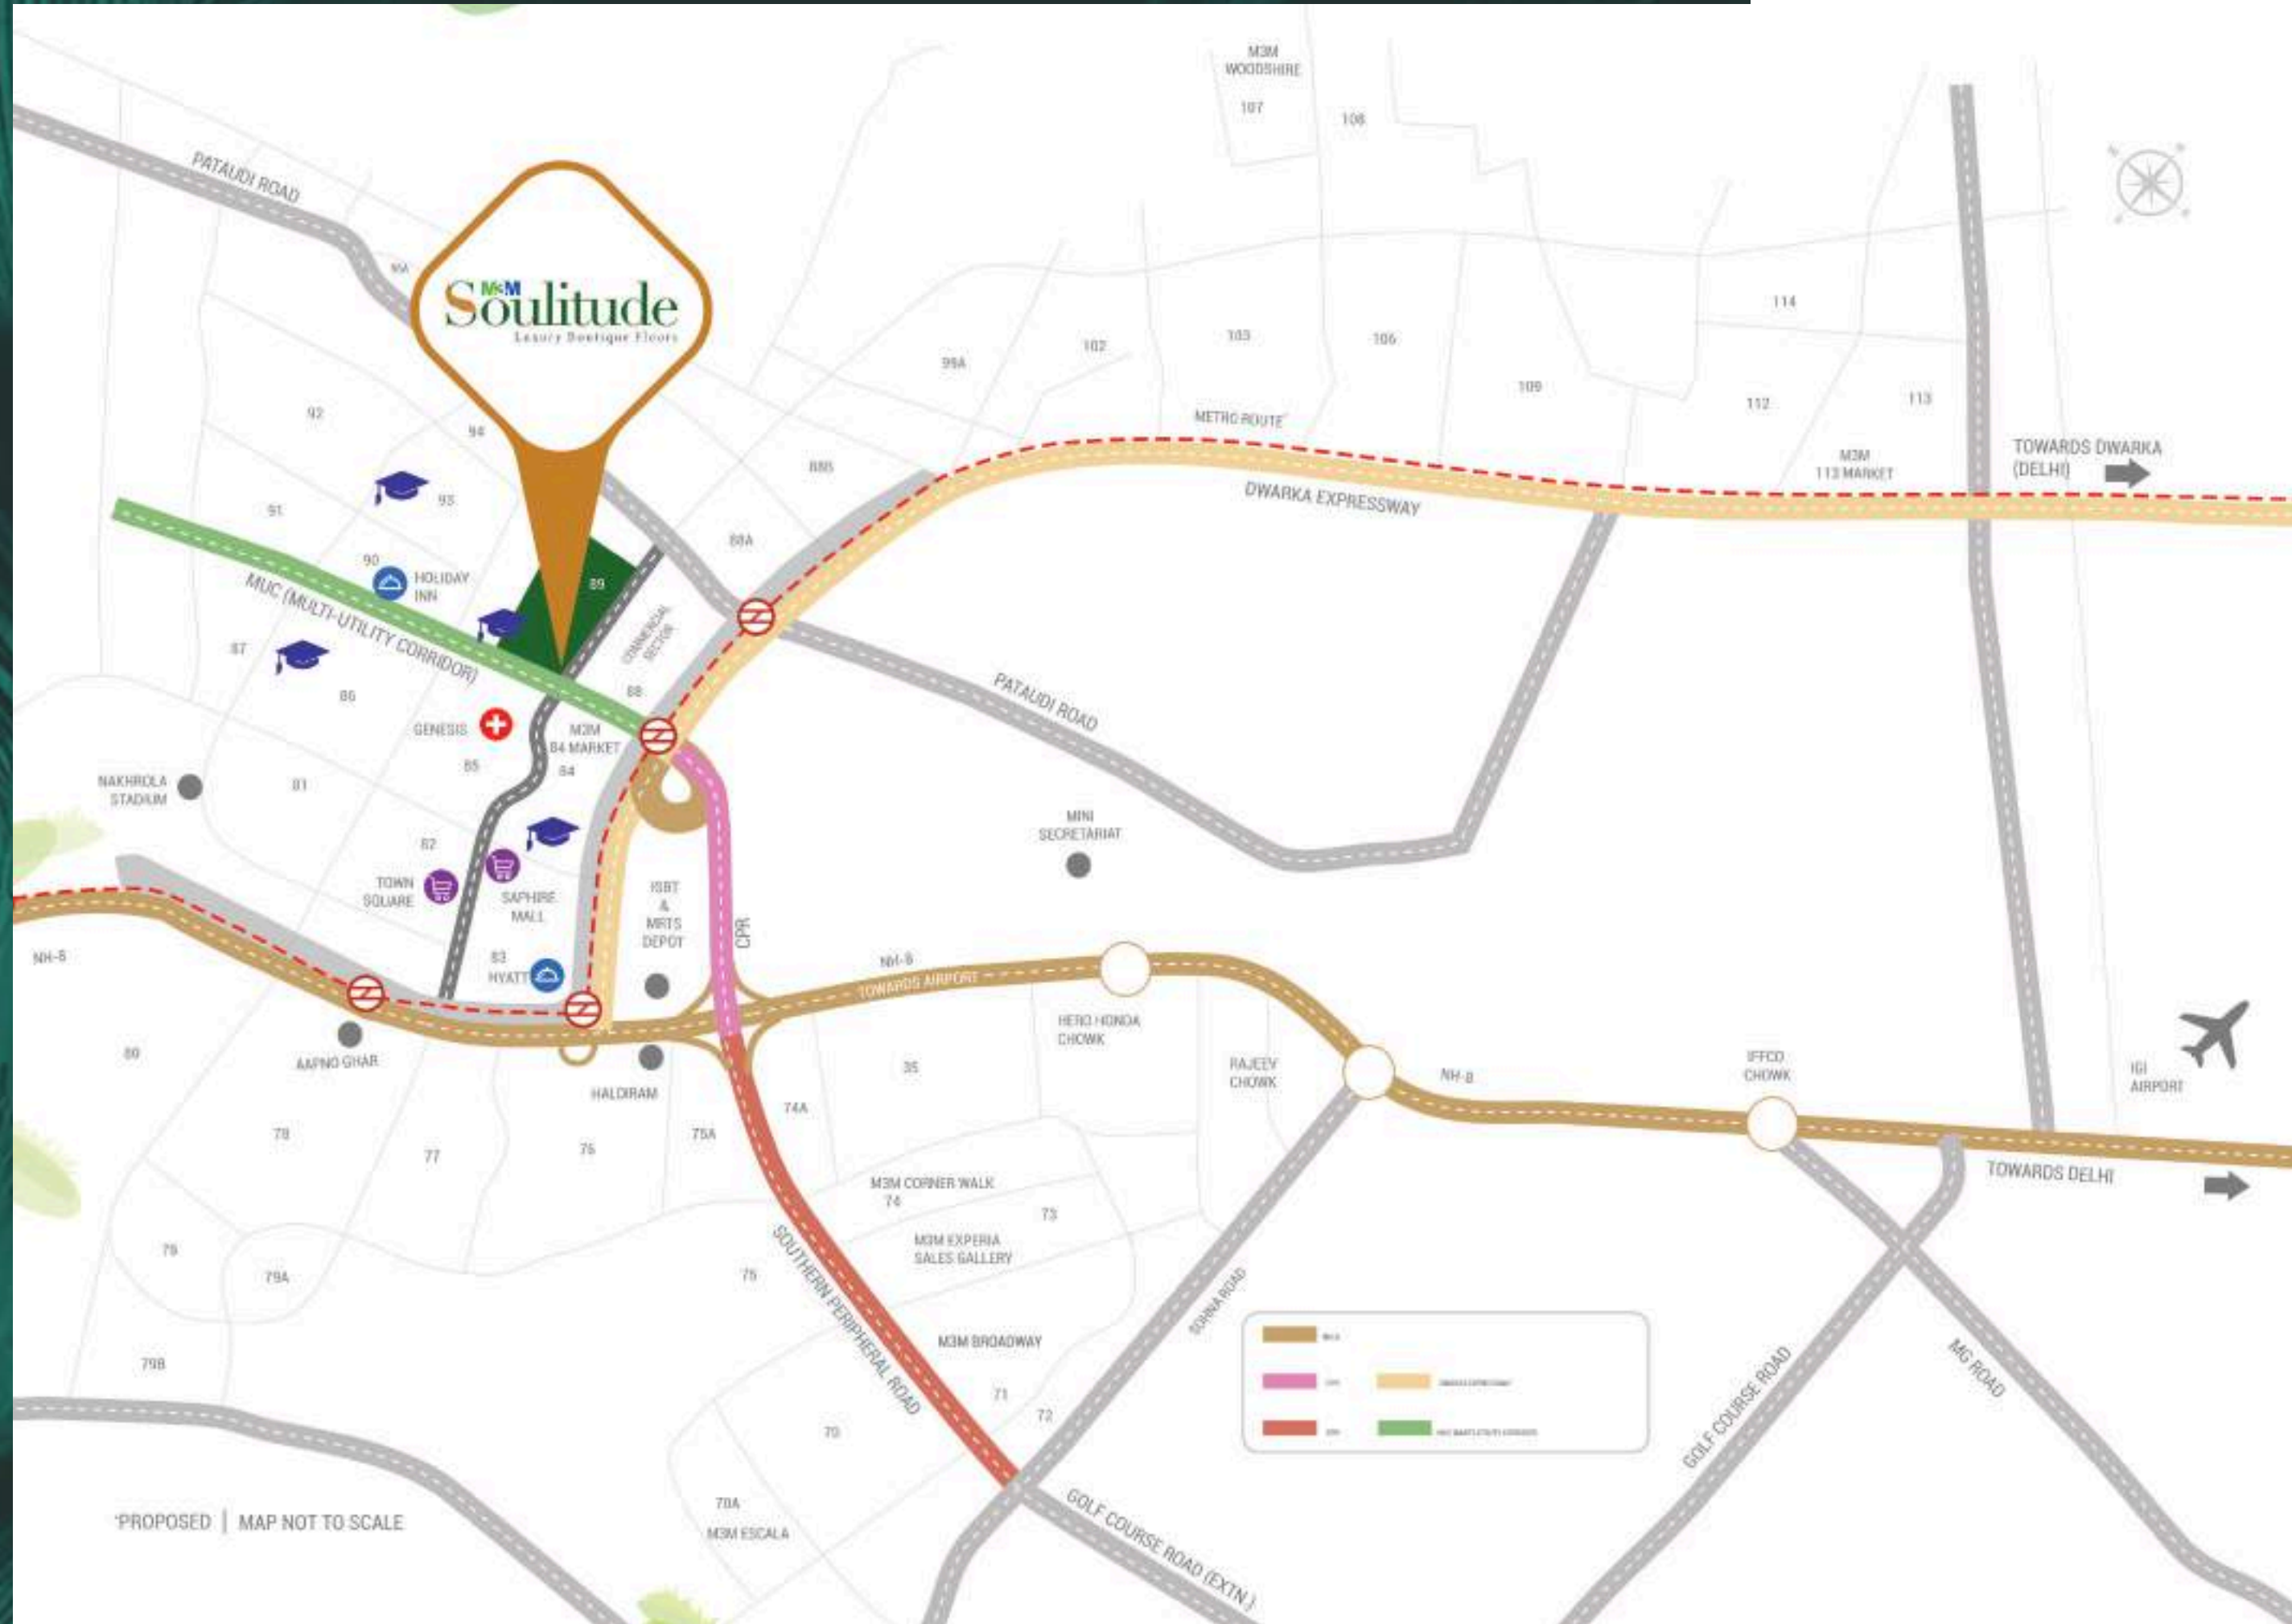 M3M
WOODSHIRE
107
108
PATAUDI ROAD
M3M
Soulitude
Luxury Boutique Floors
114
99A
102
103
106
109
112
113
92
94
METRO ROUTE*
TOWARDS DWARKA
(DELHI)
M3M
113 MARKET
88B
DWARKA EXPRESSWAY
91
93
88A
90
HOLIDAY
INN
89
MUC (MULTI-UTILITY CORRIDOR)
COMMERCIAL
SECTOR
87
86
88
PATAUDI ROAD
GENESIS
M3M
84 MARKET
84
85
NAKHROLA
STADIUM
81
MINI
SECRETARIAT
82
TOWN
SQUARE
SAPHIRE
MALL
ISBT
&
MRTS
DEPOT
CPR
NH-8
83
HYATT
NH-8
TOWARDS AIRPORT
80
AAPNO GHAR
HALDIRAM
35
HERO HONDA
CHOWK
RAJEEV
CHOWK
NH-8
IFFCO
CHOWK
IGI
AIRPORT
74A
78
77
76
75A
TOWARDS DELHI
M3M CORNER WALK
74
73
M3M EXPERIA
SALES GALLERY
79
79A
75
SOUTHERN PERIPHERAL ROAD
SOHNA ROAD
M3M BROADWAY
79B
71
72
70
GOLF COURSE ROAD
MG ROAD
70A
M3M ESCALA
GOLF COURSE ROAD (EXTN.)
*PROPOSED | MAP NOT TO SCALE